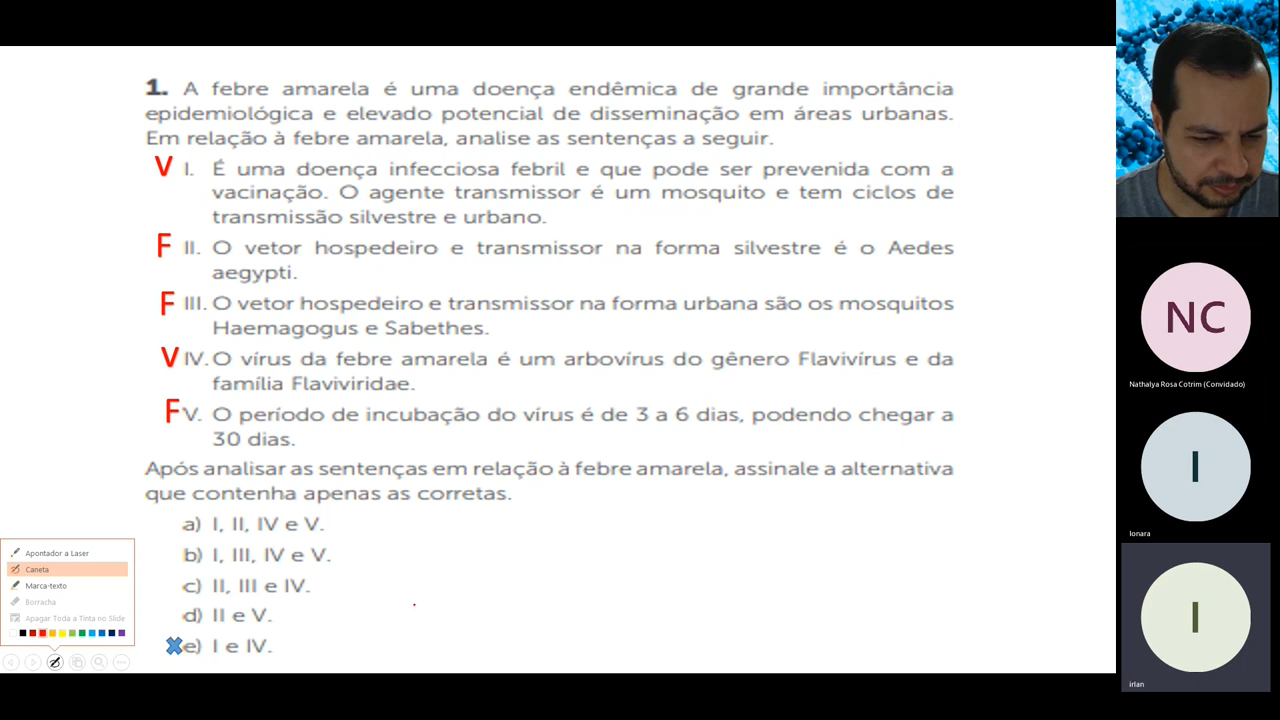 1. A febre amarela é uma doença endêmica de grande importância
epidemiológica e elevado potencial de disseminação em áreas urbanas.
Em relação à febre amarela, analise as sentenças a seguir.
V I. É uma doença infecciosa febril e que pode ser prevenida com a
vacinação. O agente transmissor é um mosquito e tem ciclos de
transmissão silvestre e urbano.
F II. O vetor hospedeiro e transmissor na forma silvestre é o Aedes
aegypti.
F III. O vetor hospedeiro e transmissor na forma urbana são os mosquitos
Haemagogus e Sabethes.
V IV. O vírus da febre amarela é um arbovírus do gênero Flavivírus e da
família Flaviviridae.
F V. O período de incubação do vírus é de 3 a 6 dias, podendo chegar a
30 dias.
Após analisar as sentenças em relação à febre amarela, assinale a alternativa
que contenha apenas as corretas.
a) I, II, IV e V.
b) I, III, IV e V.
c) II, III e IV.
d) II e V.
e) I e IV.
Apontador a Laser
Caneta
Marca-texto
Borracha
Apagar Toda a Tinta no Slide
NC
Nathalya Rosa Cotrim (Convidado)
I
Ionara
I
irlan